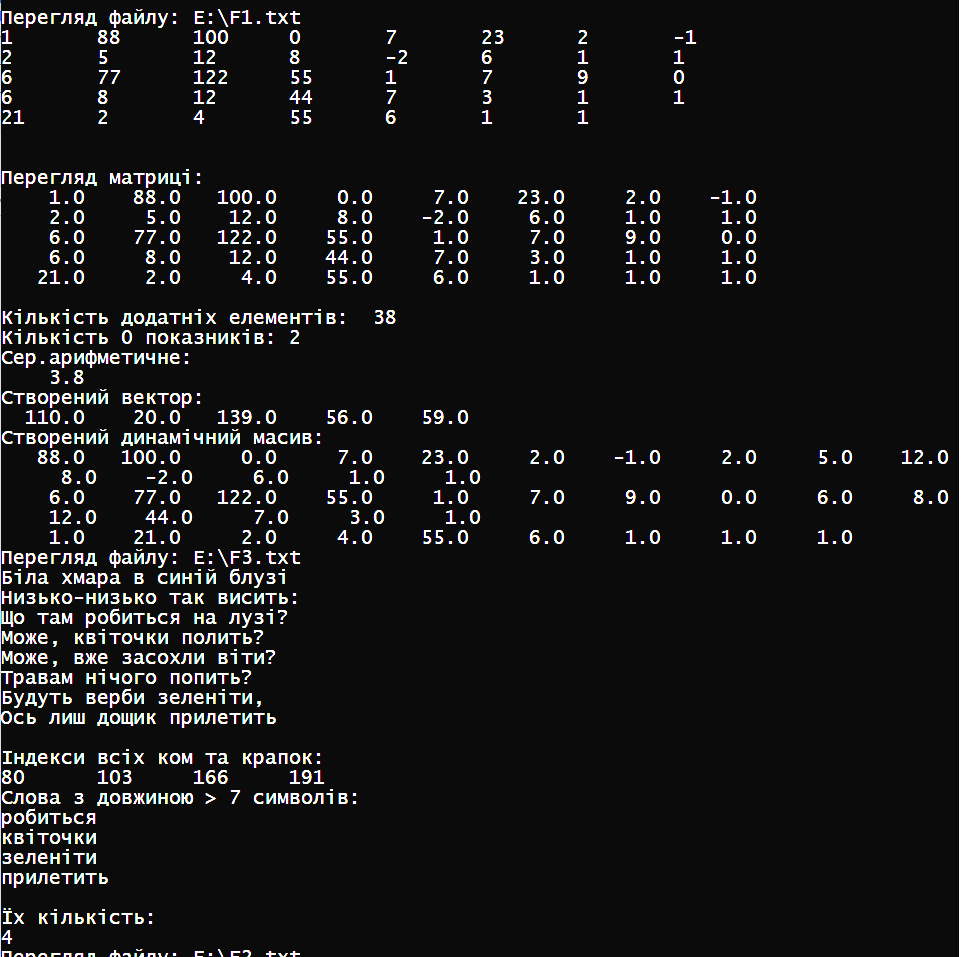 Перегляд файлу: E:\F1.txt
1 88 100 0 7 23 2 -1
2 5 12 8 -2 6 1 1
6 77 122 55 1 7 9 0
6 8 12 44 7 3 1 1
21 2 4 55 6 1 1
Перегляд матриці:
1.0 88.0 100.0 0.0 7.0 23.0 2.0 -1.0
2.0 5.0 12.0 8.0 -2.0 6.0 1.0 1.0
6.0 77.0 122.0 55.0 1.0 7.0 9.0 0.0
6.0 8.0 12.0 44.0 7.0 3.0 1.0 1.0
21.0 2.0 4.0 55.0 6.0 1.0 1.0 1.0
Кількість додатніх елементів: 38
Кількість 0 показників: 2
Сер.арифметичне:
3.8
Створений вектор:
110.0 20.0 139.0 56.0 59.0
Створений динамічний масив:
88.0 100.0 0.0 7.0 23.0 2.0 -1.0 2.0 5.0 12.0
8.0 -2.0 6.0 1.0 1.0
6.0 77.0 122.0 55.0 1.0 7.0 9.0 0.0 6.0 8.0
12.0 44.0 7.0 3.0 1.0
1.0 21.0 2.0 4.0 55.0 6.0 1.0 1.0 1.0
Перегляд файлу: E:\F3.txt
Біла хмара в синій блузі
Низько-низько так висить:
Що там робиться на лузі?
Може, квіточки полить?
Може, вже засохли віти?
Травам нічого попить?
Будуть верби зеленіти,
Ось лиш дощик прилетить
Індекси всіх ком та крапок:
80 103 166 191
Слова з довжиною > 7 символів:
робиться
квіточки
зеленіти
прилетить
Їх кількість:
4
Перегляд файлу: E:\F2.txt